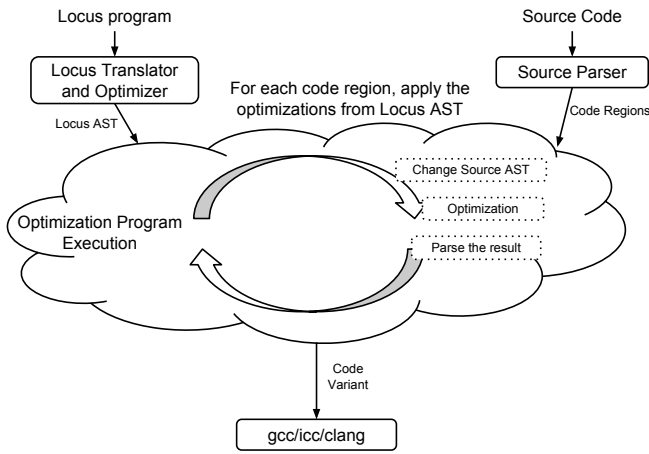 Locus program
Source Code
Locus Translator
and Optimizer
Source Parser
For each code region, apply the
optimizations from Locus AST
Locus AST
Code Regions
Change Source AST
Optimization
Parse the result
Optimization Program
Execution
Code
Variant
gcc/icc/clang